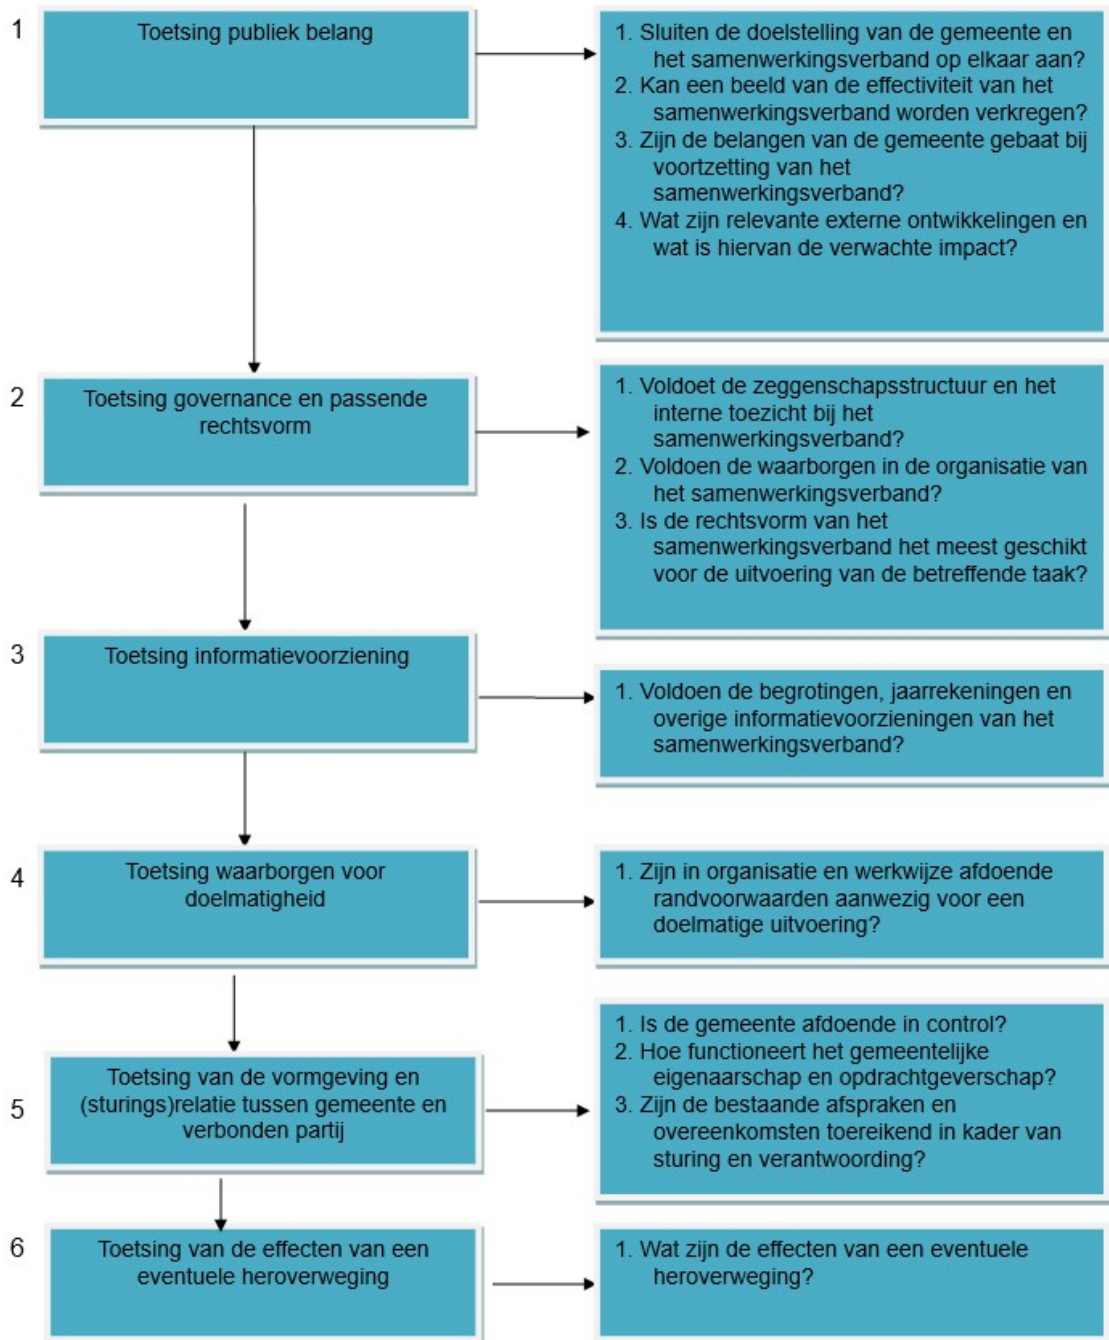 1
Toetsing publiek belang
1. Sluiten de doelstelling van de gemeente en
het samenwerkingsverband op elkaar aan?
2. Kan een beeld van de effectiviteit van het
samenwerkingsverband worden verkregen?
3. Zijn de belangen van de gemeente gebaat bij
voortzetting van het
samenwerkingsverband?
4. Wat zijn relevante externe ontwikkelingen en
wat is hiervan de verwachte impact?
2
Toetsing governance en passende
rechtsvorm
1. Voldoet de zeggenschapsstructuur en het
interne toezicht bij het
samenwerkingsverband?
2. Voldoen de waarborgen in de organisatie van
het samenwerkingsverband?
3. Is de rechtsvorm van het
samenwerkingsverband het meest geschikt
voor de uitvoering van de betreffende taak?
3
Toetsing informatievoorziening
1. Voldoen de begrotingen, jaarrekeningen en
overige informatievoorzieningen van het
samenwerkingsverband?
4
Toetsing waarborgen voor
doelmatigheid
1. Zijn in organisatie en werkwijze afdoende
randvoorwaarden aanwezig voor een
doelmatige uitvoering?
5
Toetsing van de vormgeving en
(sturings)relatie tussen gemeente en
verbonden partij
1. Is de gemeente afdoende in control?
2. Hoe functioneert het gemeentelijke
eigenaarschap en opdrachtgeverschap?
3. Zijn de bestaande afspraken en
overeenkomsten toereikend in kader van
sturing en verantwoording?
6
Toetsing van de effecten van een
eventuele heroverweging
1. Wat zijn de effecten van een eventuele
heroverweging?